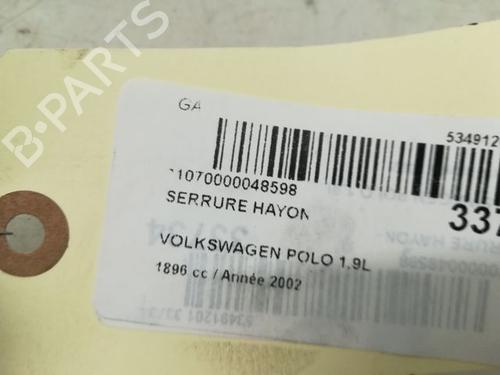 B-PARTS
GA
534912
1070000048598
SERRURE HAYON
337
VOLKSWAGEN POLO 1.9L
1896 cc / Année 2002